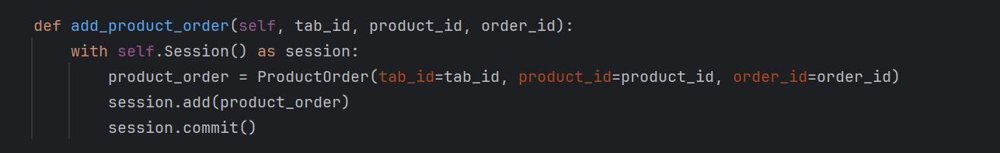 def add_product_order(self, tab_id, product_id, order_id):
    with self.Session() as session:
        product_order = ProductOrder(tab_id=tab_id, product_id=product_id, order_id=order_id)
        session.add(product_order)
        session.commit()